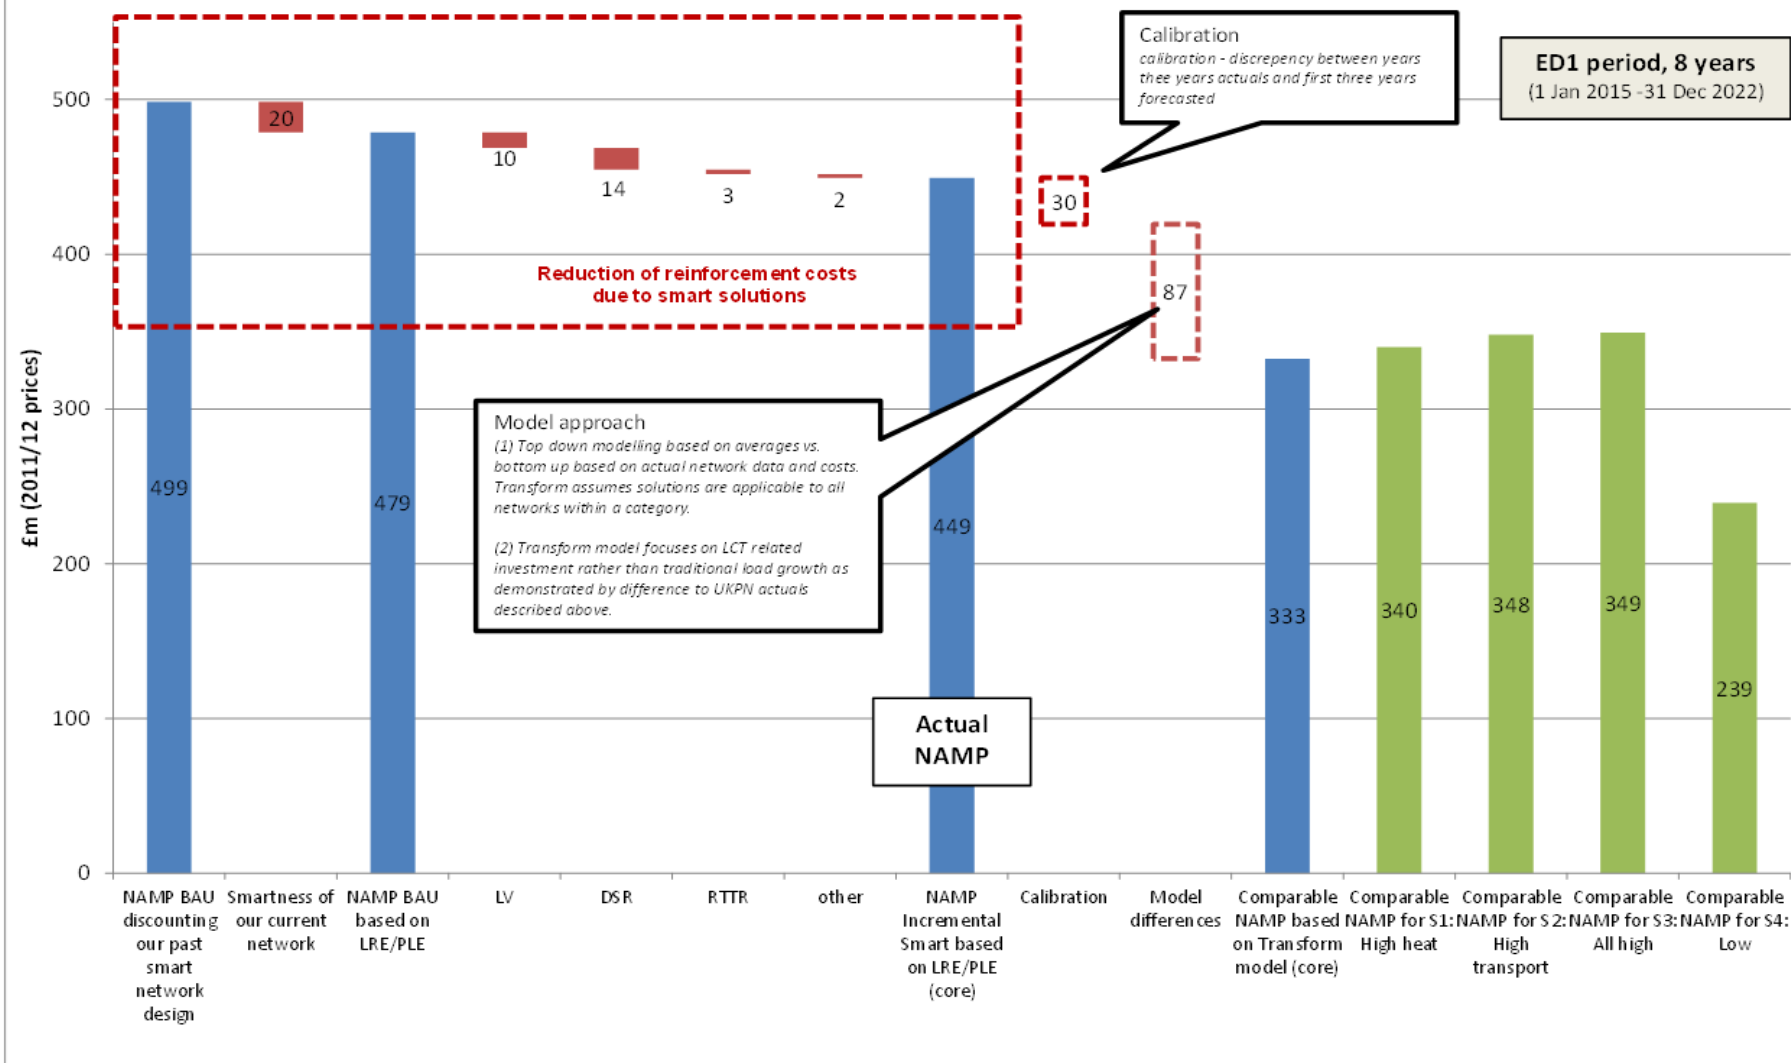 Calibration
calibration - discrepency between years
thee years actuals and first three years
forecasted
ED1 period, 8 years
(1 Jan 2015 -31 Dec 2022)
£m (2011/12 prices)
500
400
300
200
100
0
20
10
14
3
2
30
87
Reduction of reinforcement costs
due to smart solutions
Model approach
(1) Top down modelling based on averages vs.
bottom up based on actual network data and costs.
Transform assumes solutions are applicable to all
networks within a category.
(2) Transform model focuses on LCT related
investment rather than traditional load growth as
demonstrated by difference to UKPN actuals
described above.
499
479
449
333
340
348
349
239
Actual
NAMP
NAMP BAU
discounting
our past
smart
network
design
Smartness of
our current
network
NAMP BAU
based on
LRE/PLE
LV
DSR
RTTR
other
NAMP
Incremental
Smart based
on LRE/PLE
(core)
Calibration
Model
differences
Comparable
NAMP based
on Transform
model (core)
Comparable
NAMP for S1:
High heat
Comparable
NAMP for S2:
High
transport
Comparable
NAMP for S3:
All high
Comparable
NAMP for S4:
Low